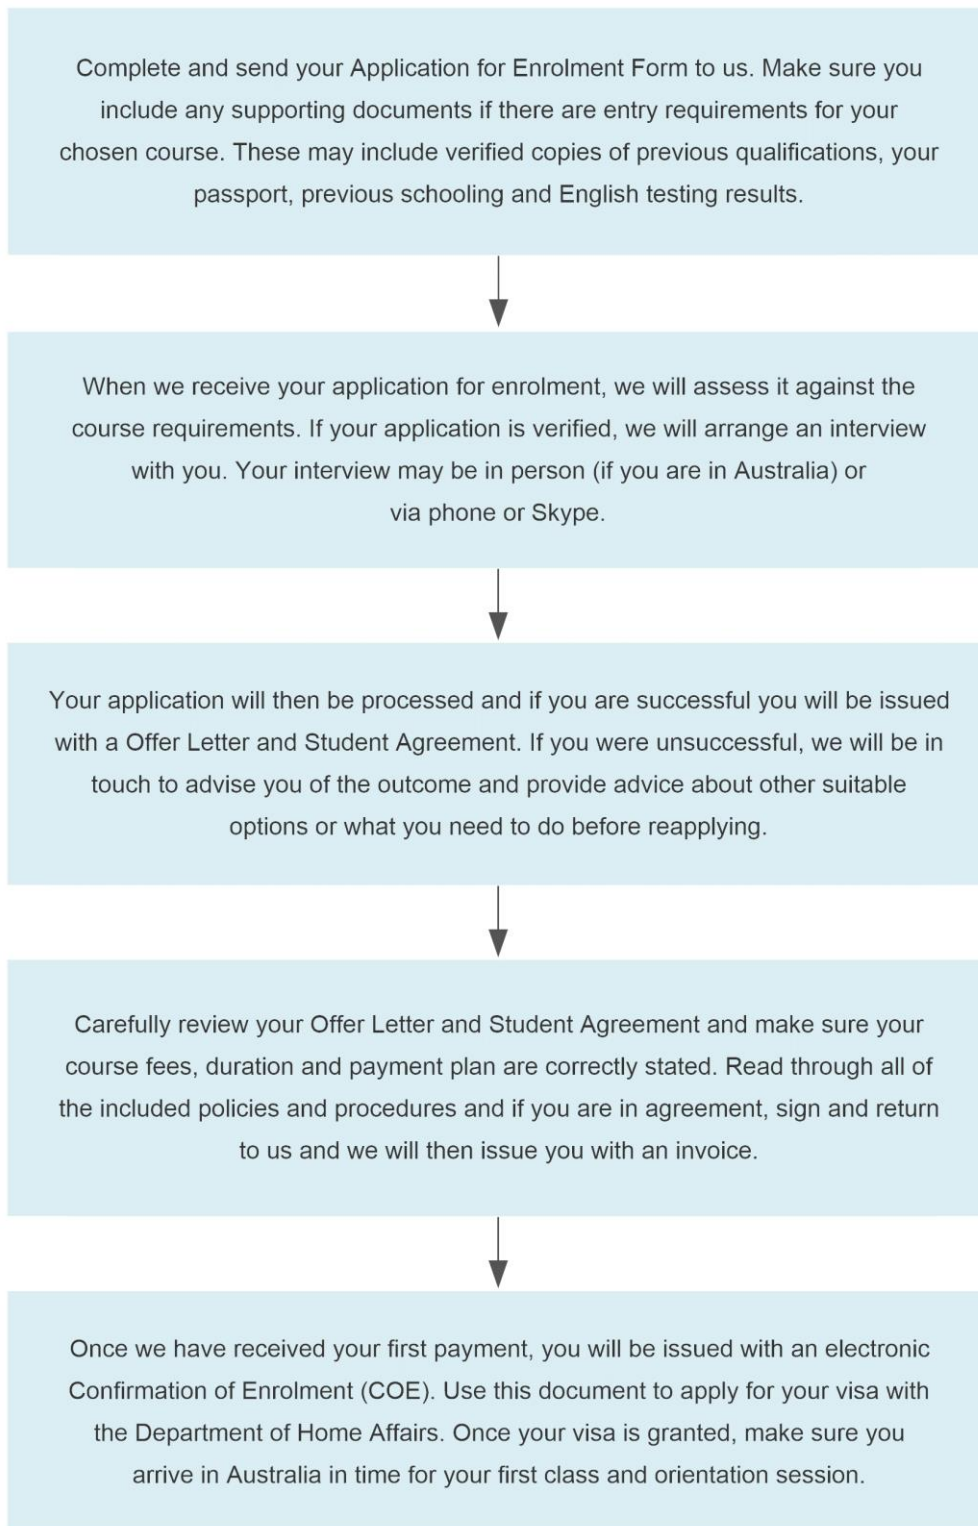 Complete and send your Application for Enrolment Form to us. Make sure you
include any supporting documents if there are entry requirements for your
chosen course. These may include verified copies of previous qualifications, your
passport, previous schooling and English testing results.
When we receive your application for enrolment, we will assess it against the
course requirements. If your application is verified, we will arrange an interview
with you. Your interview may be in person (if you are in Australia) or
via phone or Skype.
Your application will then be processed and if you are successful you will be issued
with a Offer Letter and Student Agreement. If you were unsuccessful, we will be in
touch to advise you of the outcome and provide advice about other suitable
options or what you need to do before reapplying.
Carefully review your Offer Letter and Student Agreement and make sure your
course fees, duration and payment plan are correctly stated. Read through all of
the included policies and procedures and if you are in agreement, sign and return
to us and we will then issue you with an invoice.
Once we have received your first payment, you will be issued with an electronic
Confirmation of Enrolment (COE). Use this document to apply for your visa with
the Department of Home Affairs. Once your visa is granted, make sure you
arrive in Australia in time for your first class and orientation session.